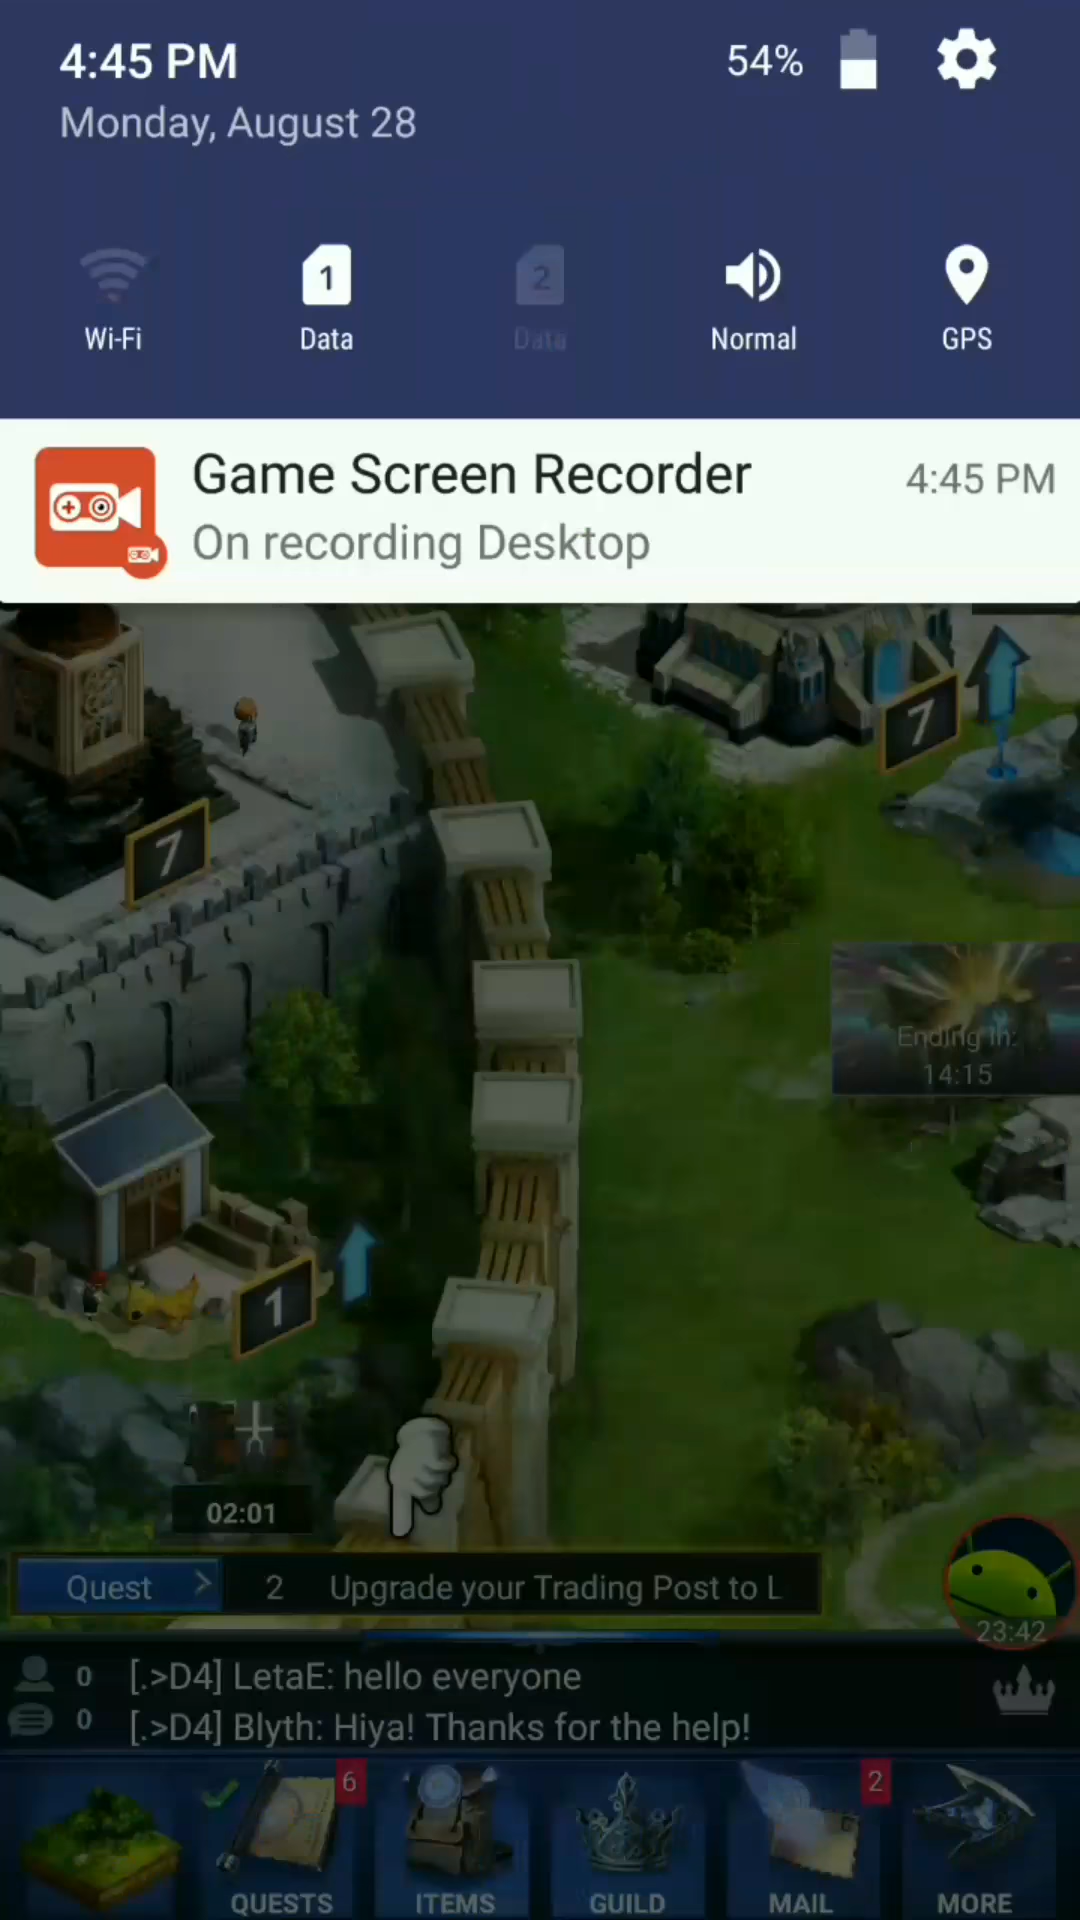 4:45 PM
54%
Monday, August 28
1
2
Wi-Fi
Data
Data
Normal
GPS
Game Screen Recorder
4:45 PM
On recording Desktop
7
7
Ending in:
14:15
1
02:01
Quest > 2 Upgrade your Trading Post to L
23:42
0 [.>D4] LetaE: hello everyone
0 [.>D4] Blyth: Hiya! Thanks for the help!
6
2
QUESTS
ITEMS
GUILD
MAIL
MORE